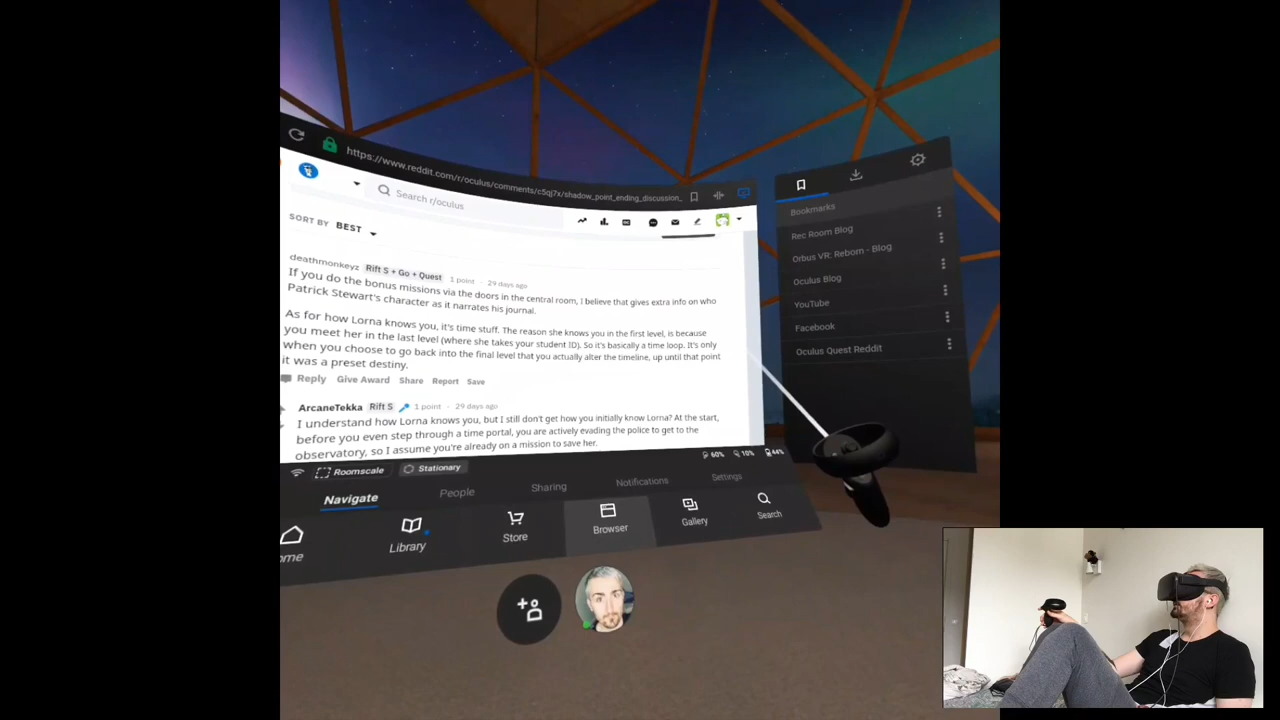 https://www.reddit.com/r/oculus/comments/c5qj7x/shadow_point_ending_discussion_
Search r/oculus
SORT BY BEST
deathmonkeyz Rift S + Go + Quest 1 point · 29 days ago
If you do the bonus missions via the doors in the central room, I believe that gives extra info on who
Patrick Stewart's character as it narrates his journal.
As for how Lorna knows you, it's time stuff. The reason she knows you in the first level, is because
you meet her in the last level (where she takes your student ID). So it's basically a time loop. It's only
when you choose to go back into the final level that you actually alter the timeline, up until that point
it was a preset destiny.
Reply Give Award Share Report Save
ArcaneTekka Rift S 1 point · 29 days ago
I understand how Lorna knows you, but I still don't get how you initially know Lorna? At the start,
before you even step through a time portal, you are actively evading the police to get to the
observatory, so I assume you're already on a mission to save her.
Bookmarks
Rec Room Blog
Orbus VR: Reborn - Blog
Oculus Blog
YouTube
Facebook
Oculus Quest Reddit
Roomscale Stationary 60% 10% 44%
Navigate People Sharing Notifications Settings
ome Library Store Browser Gallery Search